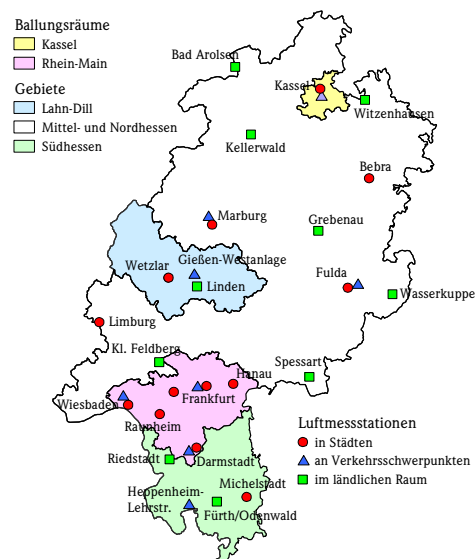 Ballungsräume
Kassel
Rhein-Main
Gebiete
Lahn-Dill
Mittel- und Nordhessen
Südhessen
Bad Arolsen
Kassel
Witzenhausen
Kellerwald
Bebra
Marburg
Grebenau
Gießen-Westanlage
Wetzlar
Linden
Fulda
Wasserkuppe
Limburg
Kl. Feldberg
Spessart
Hanau
Wiesbaden
Frankfurt
Raunheim
Riedstadt
Darmstadt
Michelstadt
Heppenheim-
Lehrstr.
Fürth/Odenwald
Luftmessstationen
in Städten
an Verkehrsschwerpunkten
im ländlichen Raum